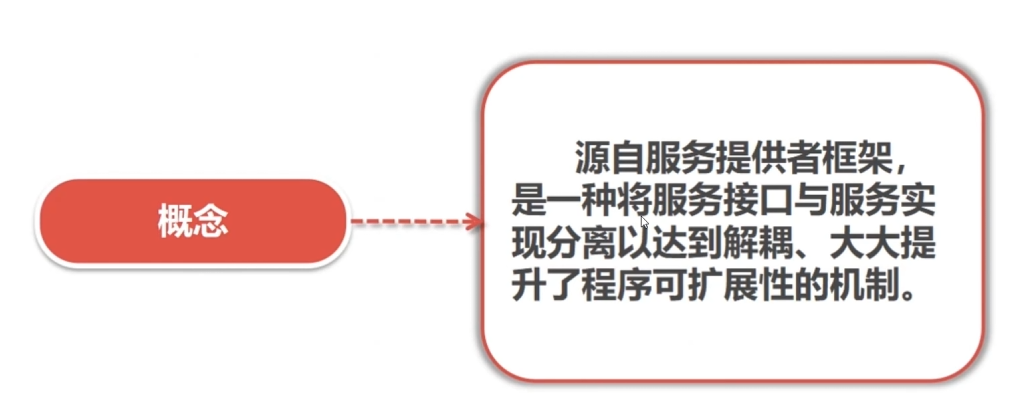 概念
源自服务提供者框架，
是一种将服务接口与服务实
现分离以达到解耦、大大提
升了程序可扩展性的机制。